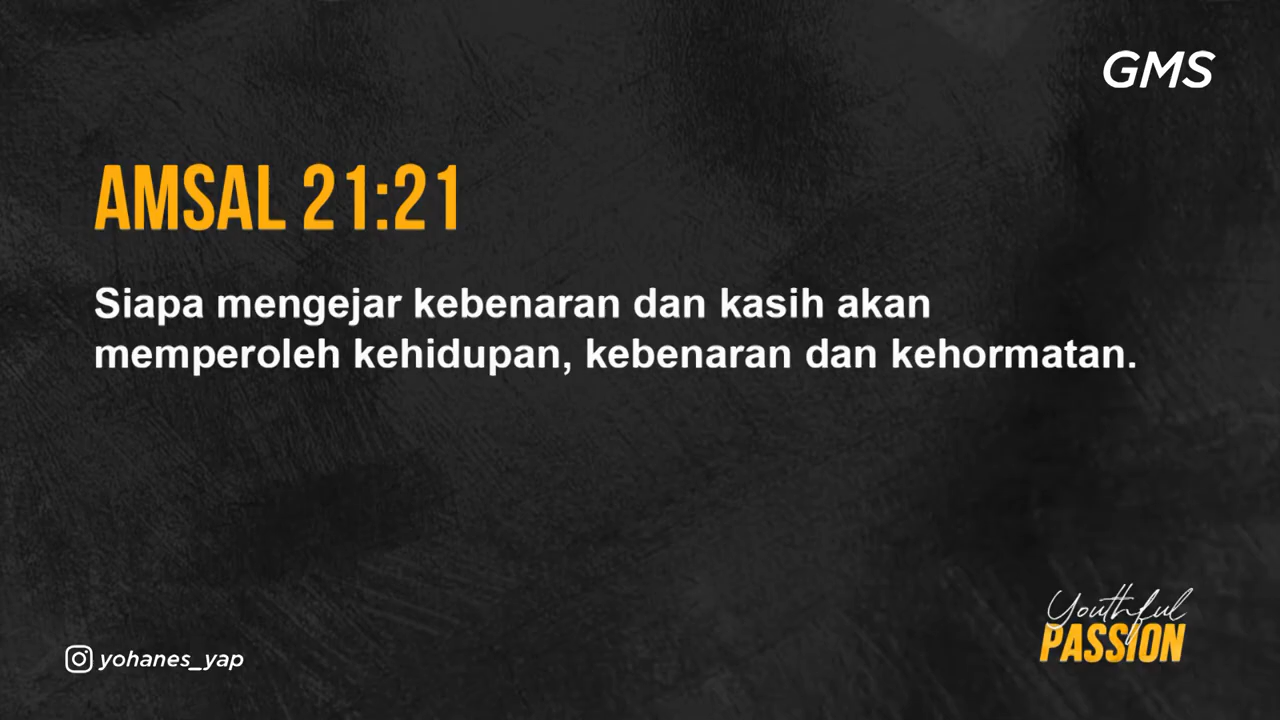 GMS
AMSAL 21:21
Siapa mengejar kebenaran dan kasih akan
memperoleh kehidupan, kebenaran dan kehormatan.
Youthful
PASSION
yohanes_yap